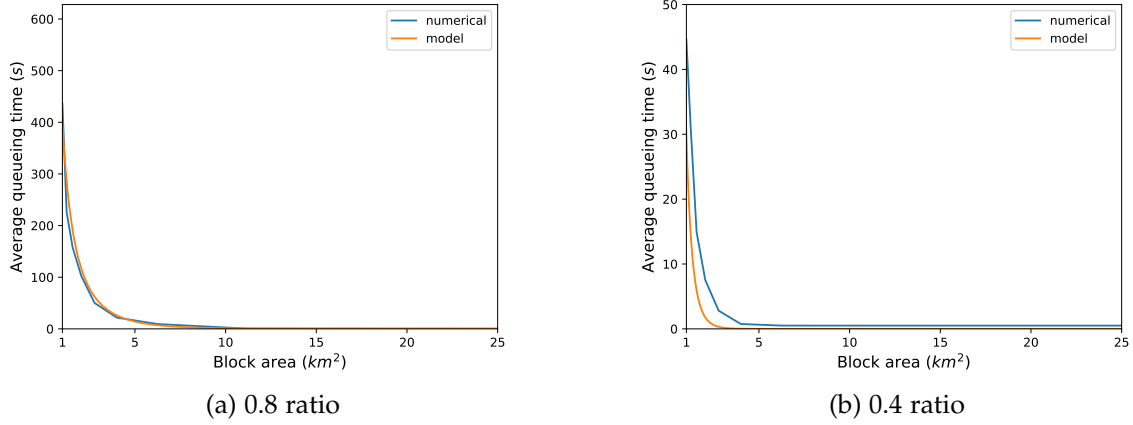 600
500
400
300
200
100
0
Average queueing time (s)
numerical
model
1 5 10 15 20 25
Block area (km²)
(a) 0.8 ratio
50
40
30
20
10
0
Average queueing time (s)
numerical
model
1 5 10 15 20 25
Block area (km²)
(b) 0.4 ratio